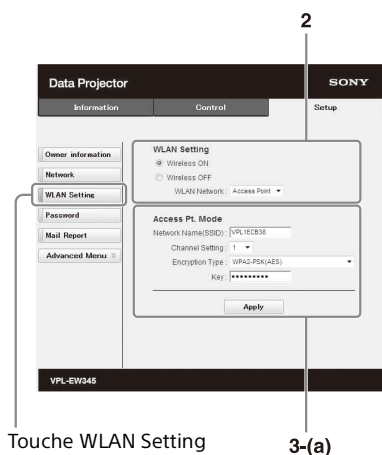 2
Data Projector SONY
Information Control Setup
Owner information
Network
WLAN Setting
Password
Mail Report
Advanced Menu
WLAN Setting
Wireless ON
Wireless OFF
WLAN Network : Access Point
Access Pt. Mode
Network Name(SSID) : VPL1ECB38
Channel Setting : 1
Encryption Type : WPA2-PSK(AES)
Key : •••••••••
Apply
VPL-EW345
Touche WLAN Setting
3-(a)